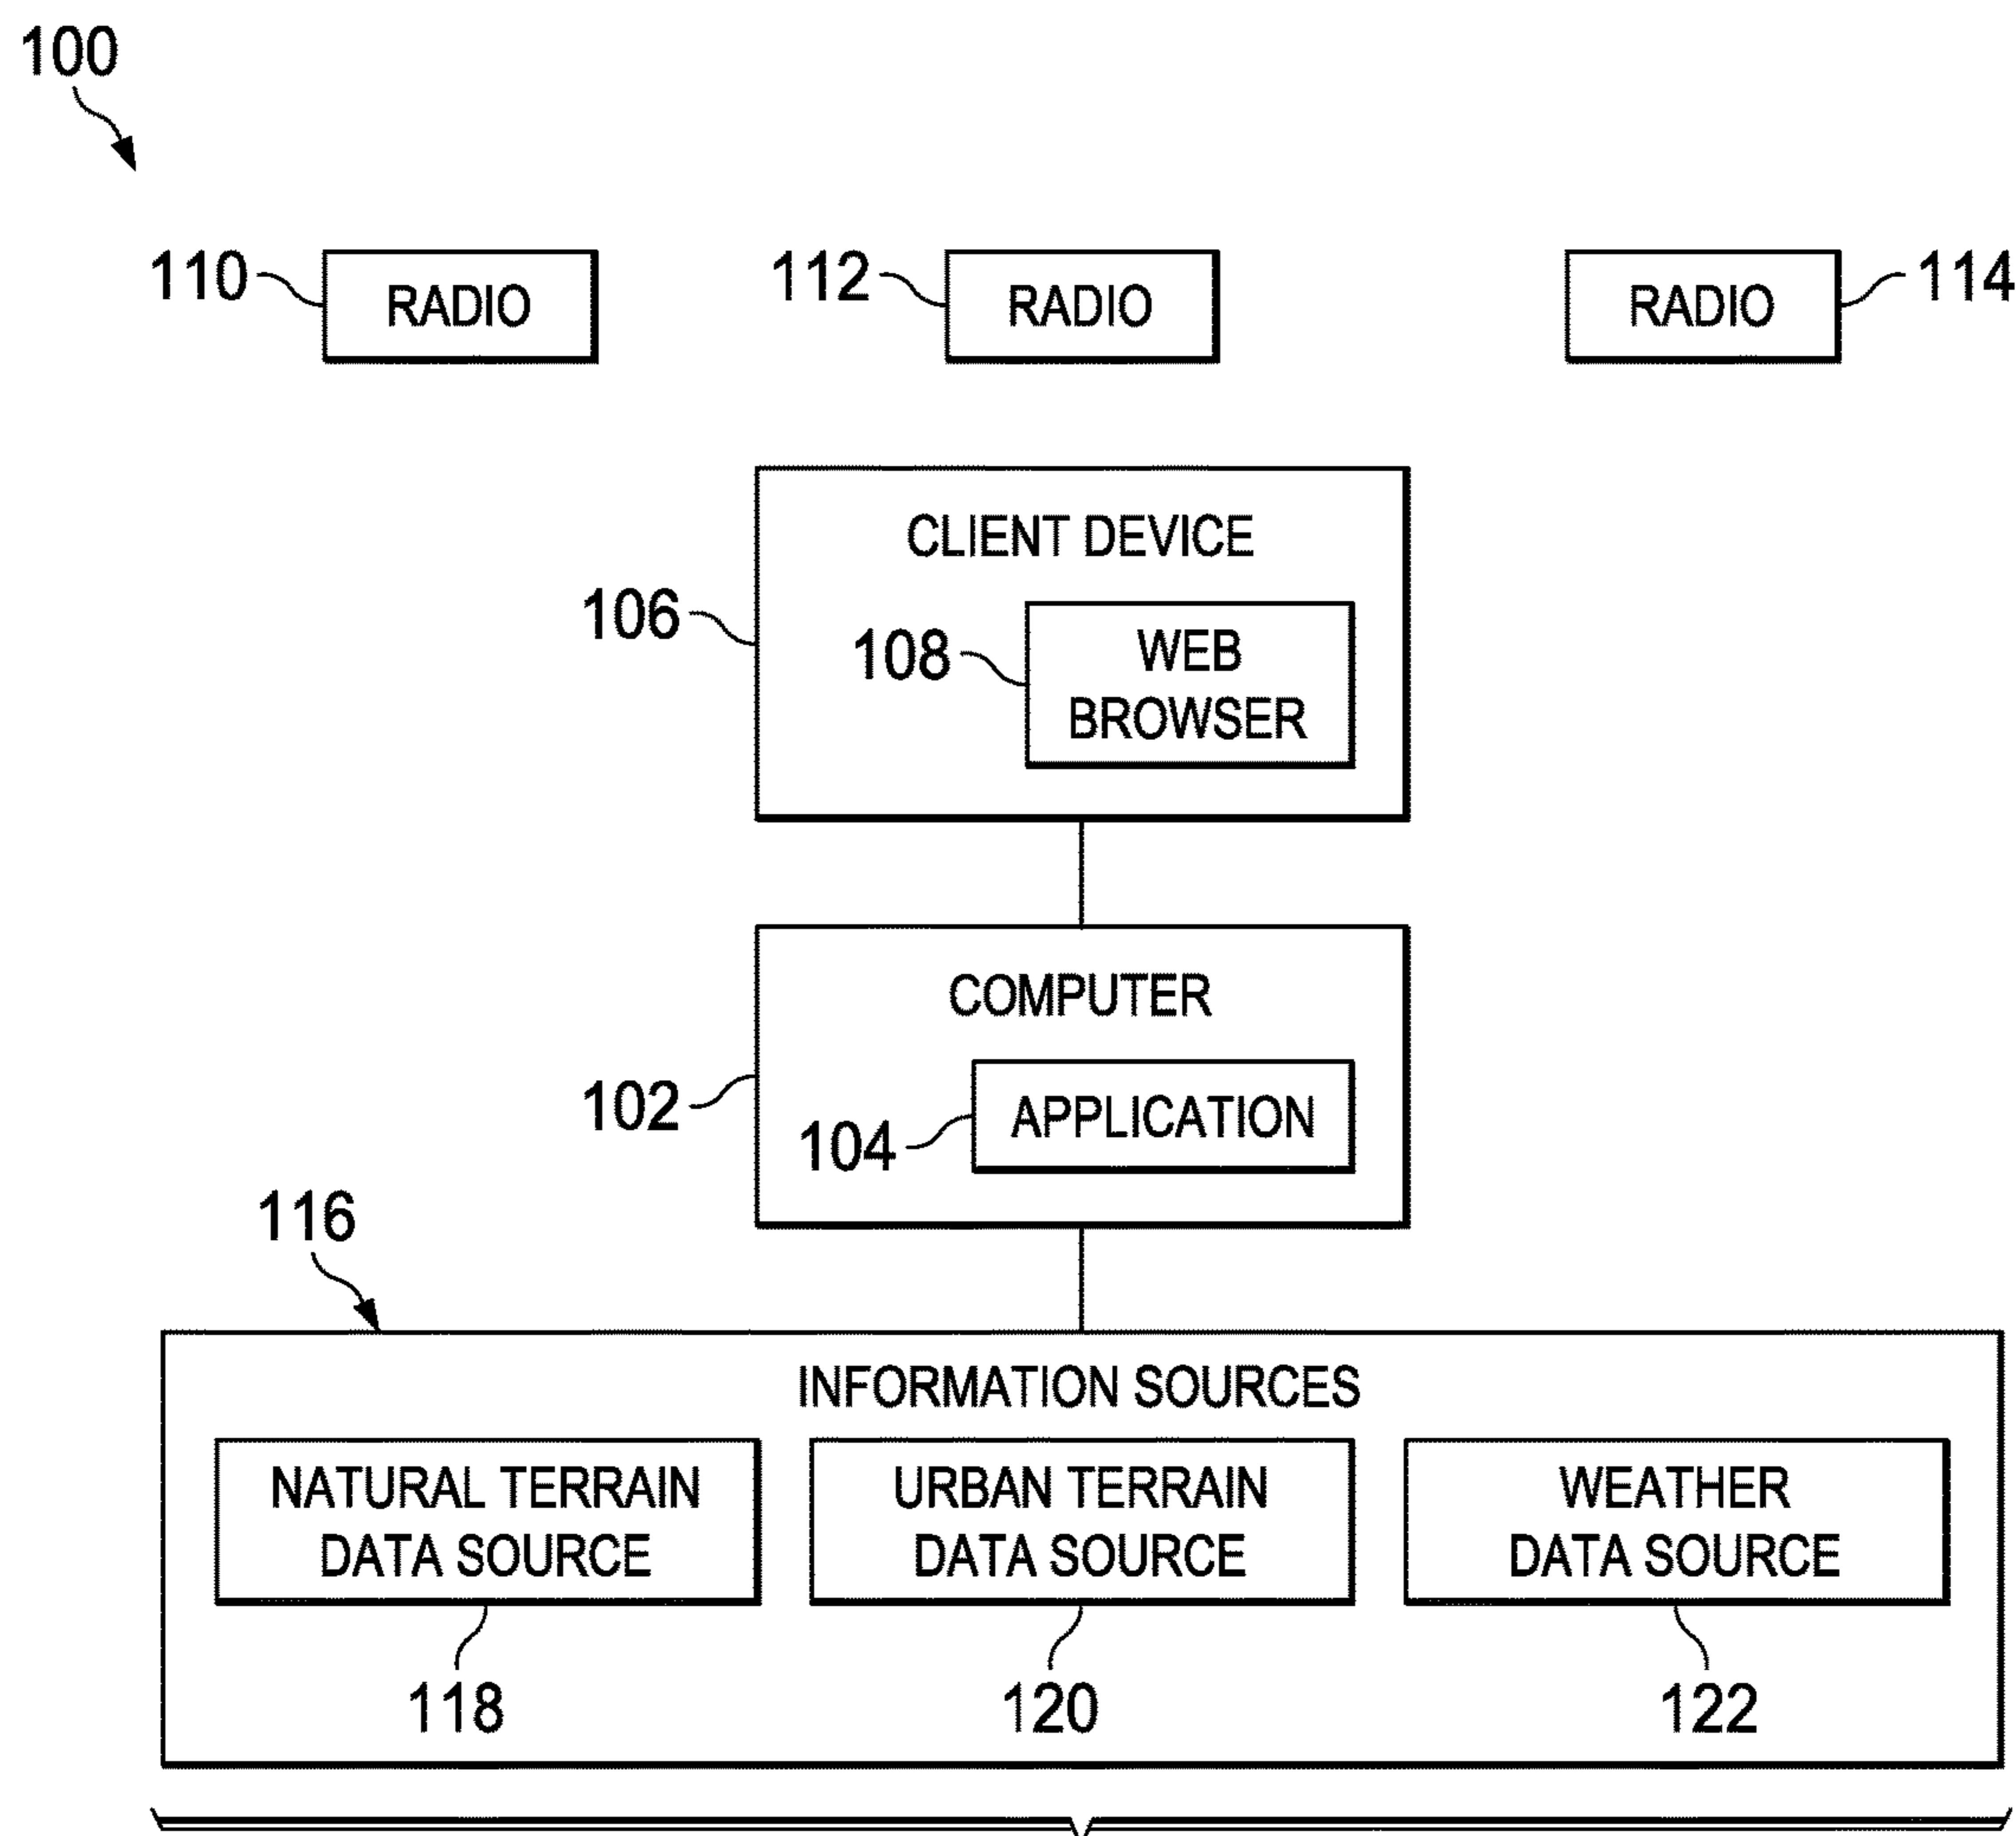 100
110 RADIO 112 RADIO RADIO 114
CLIENT DEVICE
106
108 WEB
BROWSER
COMPUTER
102
104 APPLICATION
116
INFORMATION SOURCES
NATURAL TERRAIN
DATA SOURCE
URBAN TERRAIN
DATA SOURCE
WEATHER
DATA SOURCE
118 120 122